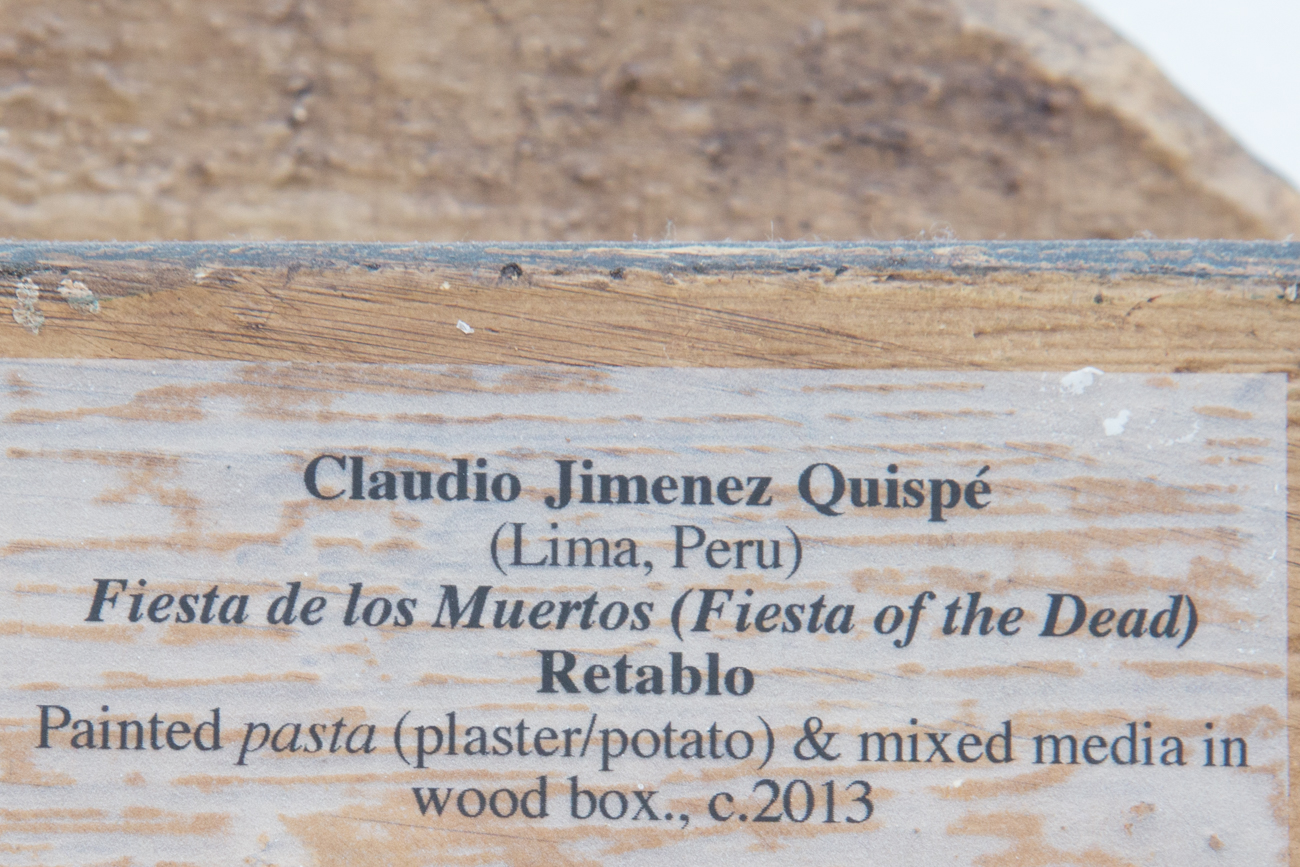 Claudio Jimenez Quispé
(Lima, Peru)
Fiesta de los Muertos (Fiesta of the Dead)
Retablo
Painted pasta (plaster/potato) & mixed media in
wood box., c.2013